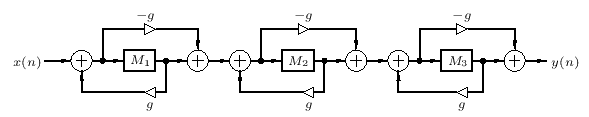 −g −g −g
x(n) + M₁ + + M₂ + + M₃ + y(n)
g g g